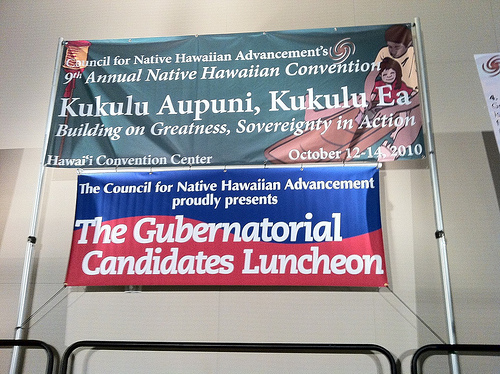 Council for Native Hawaiian Advancement's
9th Annual Native Hawaiian Convention
Kukulu Aupuni, Kukulu Ea
Building on Greatness, Sovereignty in Action
Hawai'i Convention Center October 12-14, 2010
The Council for Native Hawaiian Advancement
proudly presents
The Gubernatorial
Candidates Luncheon